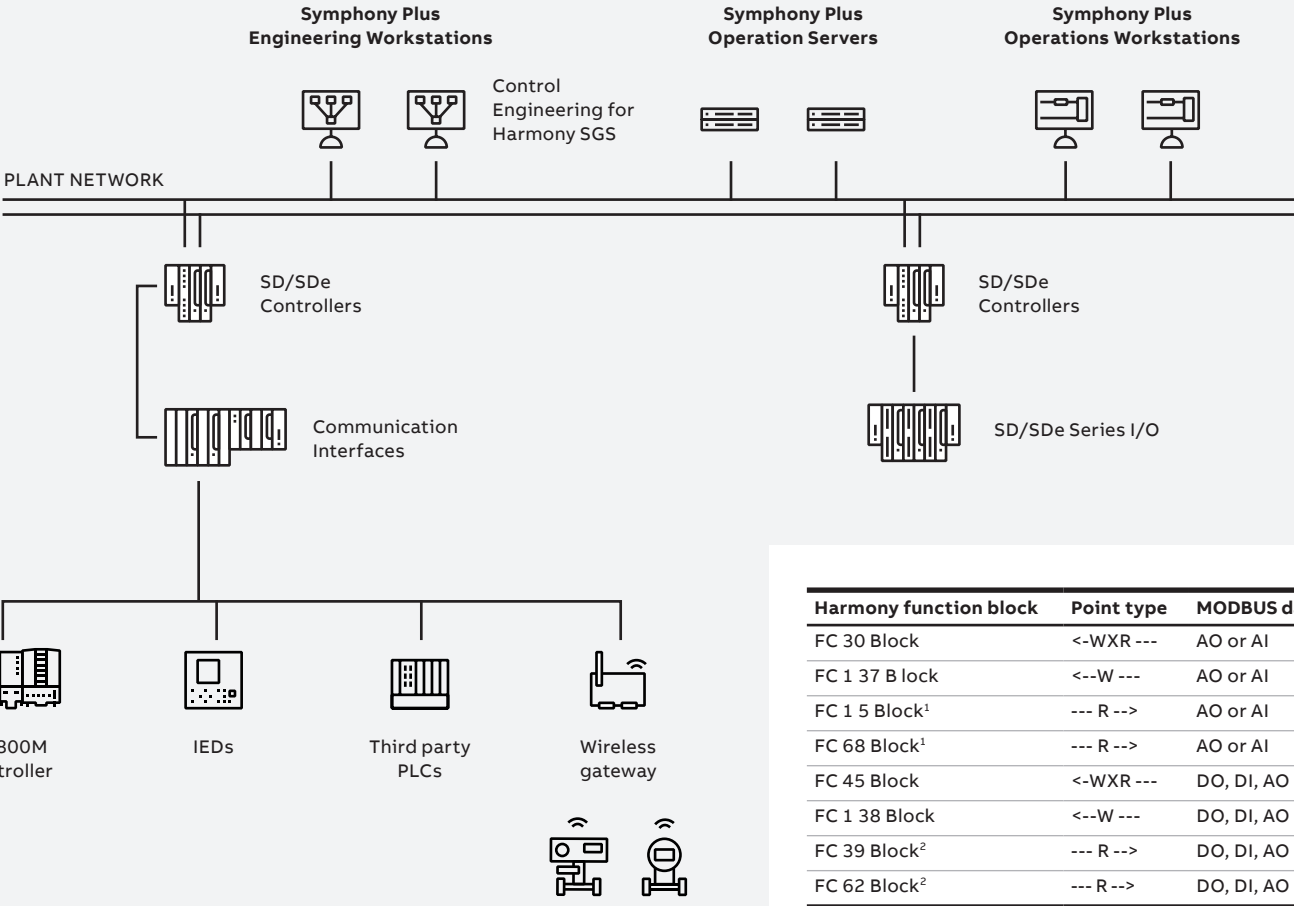 Symphony Plus
Engineering Workstations
Symphony Plus
Operation Servers
Symphony Plus
Operations Workstations
Control
Engineering for
Harmony SGS
PLANT NETWORK
SD/SDe
Controllers
SD/SDe
Controllers
Communication
Interfaces
SD/SDe Series I/O
IEDs
Third party
PLCs
Wireless
gateway
Harmony function block Point type MODBUS
FC 30 Block <-WXR --- AO or AI
FC 1 37 B lock <--W --- AO or AI
FC 1 5 Block¹ --- R --> AO or AI
FC 68 Block¹ --- R --> AO or AI
FC 45 Block <-WXR --- DO, DI, AO
FC 1 38 Block <--W --- DO, DI, AO
FC 39 Block² --- R --> DO, DI, AO
FC 62 Block² --- R --> DO, DI, AO